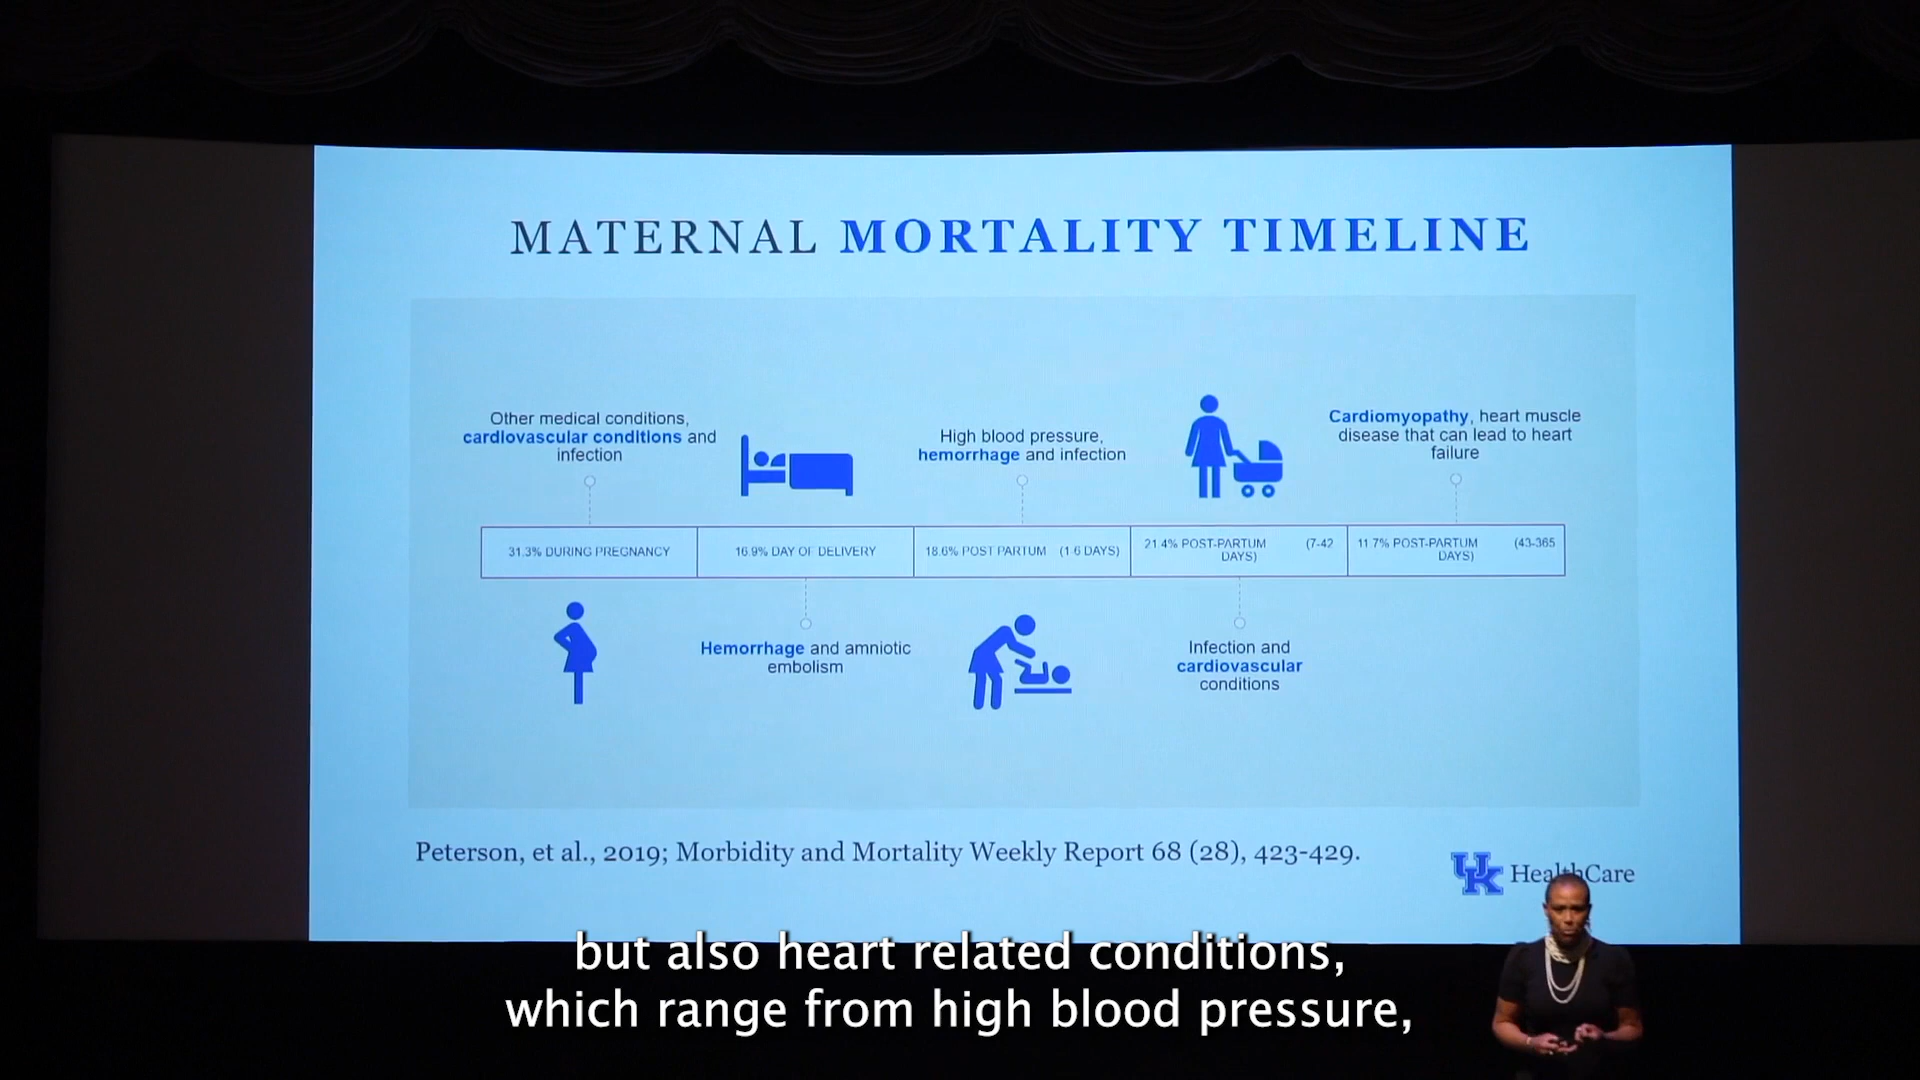 MATERNAL MORTALITY TIMELINE
Other medical conditions,
cardiovascular conditions and
infection
High blood pressure,
hemorrhage and infection
Cardiomyopathy, heart muscle
disease that can lead to heart
failure
31.3% DURING PREGNANCY
16.9% DAY OF DELIVERY
18.6% POST PARTUM (1 6 DAYS)
21.4% POST-PARTUM (7-42
DAYS)
11 7% POST-PARTUM (43-365
DAYS)
Hemorrhage and amniotic
embolism
Infection and
cardiovascular
conditions
Peterson, et al., 2019; Morbidity and Mortality Weekly Report 68 (28), 423-429.
UK HealthCare
but also heart related conditions,
which range from high blood pressure,